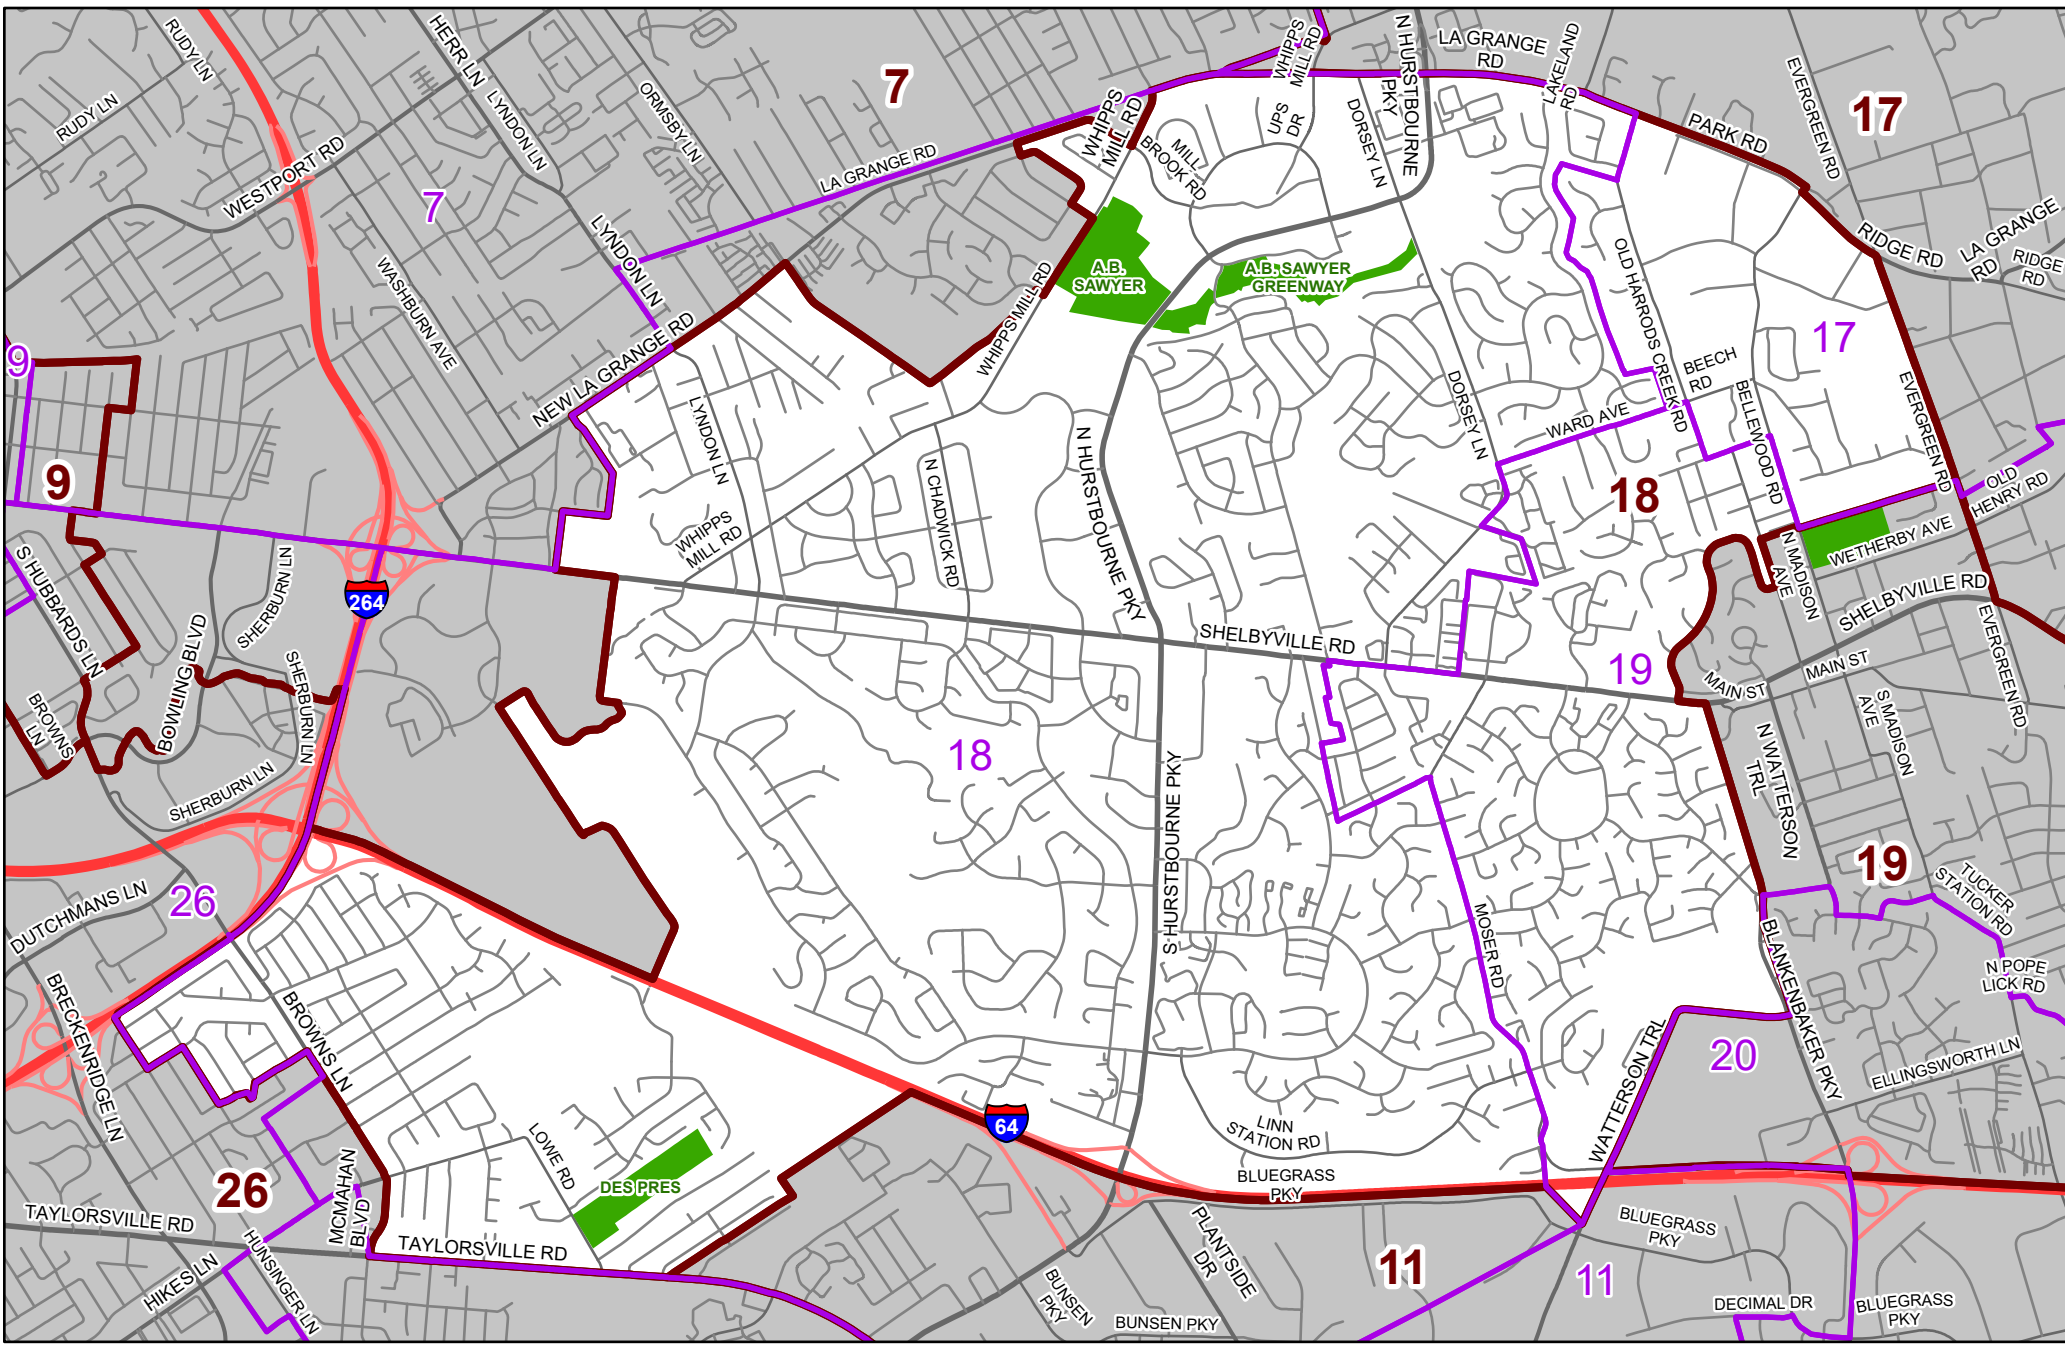 RUDY LN
HERR LN
WHIPPS
MILL RD
N HURSTBOURNE
PKY
LA GRANGE
RD
LAKELAND
RD
EVERGREEN RD
7
17
RUDY LN
LYNDON LN
ORMSBY LN
WHIPPS
MILL RD
UPS
DR
DORSEY LN
PARK RD
WESTPORT RD
LA GRANGE RD
MILL
BROOK RD
7
LYNDON LN
WASHBURN AVE
A.B.
SAWYER
A.B. SAWYER
GREENWAY
OLD HARRODS CREEK RD
RIDGE RD
LA GRANGE
RD
RIDGE
RD
WHIPPS MILL RD
NEW LA GRANGE RD
9
17
BEECH
RD
BELLEWOOD RD
EVERGREEN RD
DORSEY LN
WARD AVE
LYNDON LN
N HURSTBOURNE PKY
N CHADWICK RD
9
18
OLD
HENRY RD
WHIPPS
MILL RD
WETHERBY AVE
N MADISON
AVE
S HUBBARDS LN
SHERBURN LN
264
SHELBYVILLE RD
SHELBYVILLE RD
BOWLING BLVD
SHERBURN LN
19
MAIN ST
MAIN ST
EVERGREEN RD
BROWNS
LN
S MADISON
AVE
18
N WATTERSON
TRL
SHERBURN LN
S HURSTBOURNE PKY
19
TUCKER
STATION RD
26
DUTCHMANS LN
MOSER RD
BLANKENBAKER PKY
N POPE
LICK RD
BRECKENRIDGE LN
BROWNS LN
WATTERSON TRL
20
ELLINGSWORTH LN
64
LINN
STATION RD
LOWE RD
26
DES PRES
BLUEGRASS
PKY
MCMAHAN
BLVD
TAYLORSVILLE RD
TAYLORSVILLE RD
HIKES LN
HUNSINGER LN
PLANTSIDE
DR
BLUEGRASS
PKY
11
11
BUNSEN
PKY
BUNSEN PKY
DECIMAL DR
BLUEGRASS
PKY